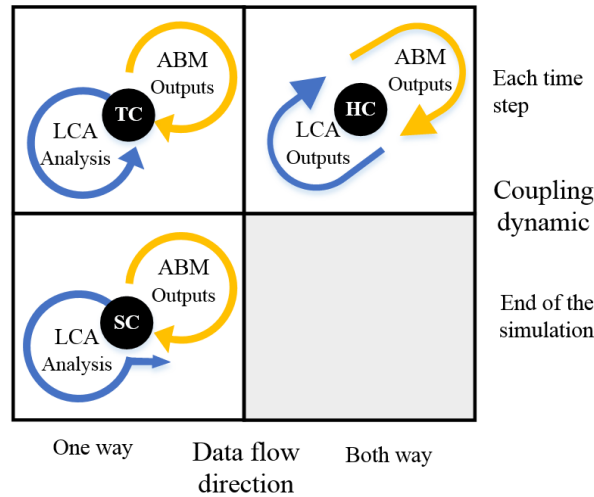 ABM
Outputs
TC
LCA
Analysis
ABM
Outputs
HC
LCA
Outputs
Each time
step
Coupling
dynamic
ABM
Outputs
SC
LCA
Analysis
End of the
simulation
One way
Data flow
direction
Both way